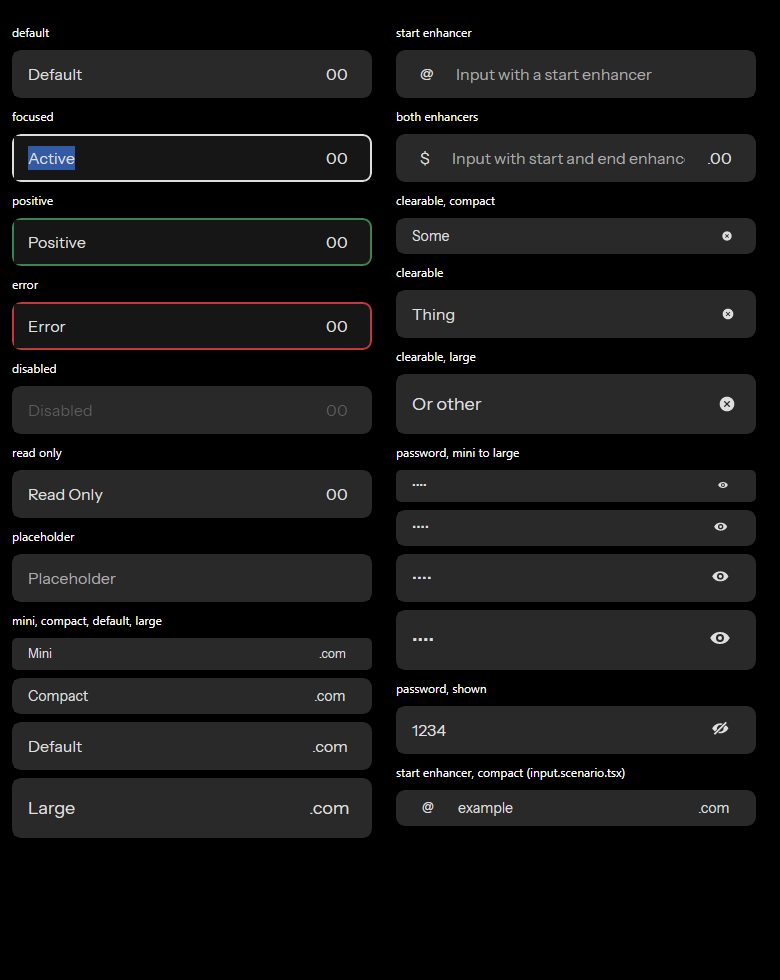 default
Default 00
focused
Active 00
positive
Positive 00
error
Error 00
disabled
Disabled 00
read only
Read Only 00
placeholder
Placeholder
mini, compact, default, large
Mini .com
Compact .com
Default .com
Large .com
start enhancer
@ Input with a start enhancer
both enhancers
$ Input with start and end enhanc .00
clearable, compact
Some
clearable
Thing
clearable, large
Or other
password, mini to large
••••
••••
••••
••••
password, shown
1234
start enhancer, compact (input.scenario.tsx)
@ example .com